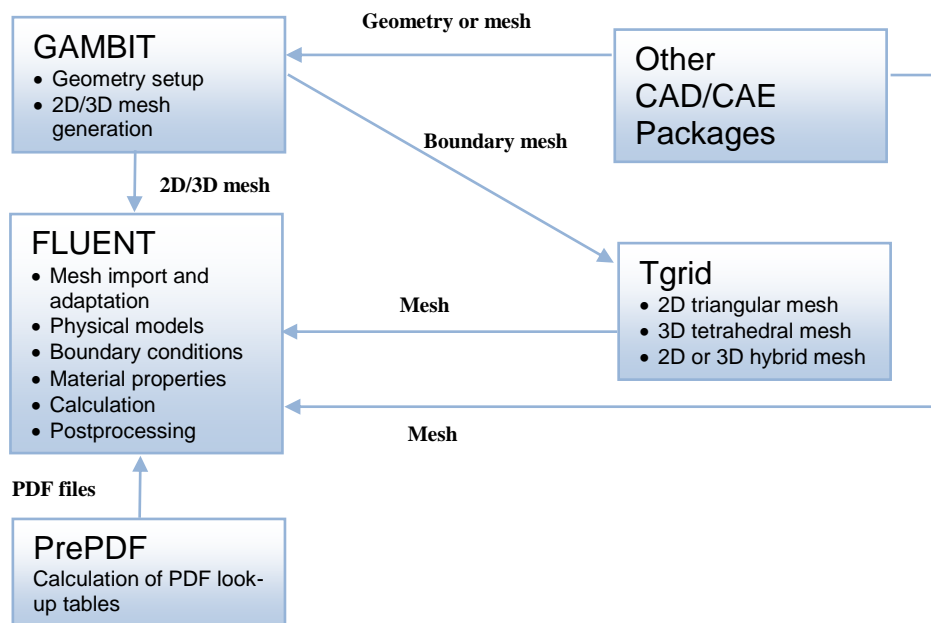 Geometry or mesh
GAMBIT
• Geometry setup
• 2D/3D mesh
generation
Other
CAD/CAE
Packages
Boundary mesh
2D/3D mesh
FLUENT
• Mesh import and
adaptation
• Physical models
• Boundary conditions
• Material properties
• Calculation
• Postprocessing
Mesh
Tgrid
• 2D triangular mesh
• 3D tetrahedral mesh
• 2D or 3D hybrid mesh
Mesh
PDF files
PrePDF
Calculation of PDF look-
up tables